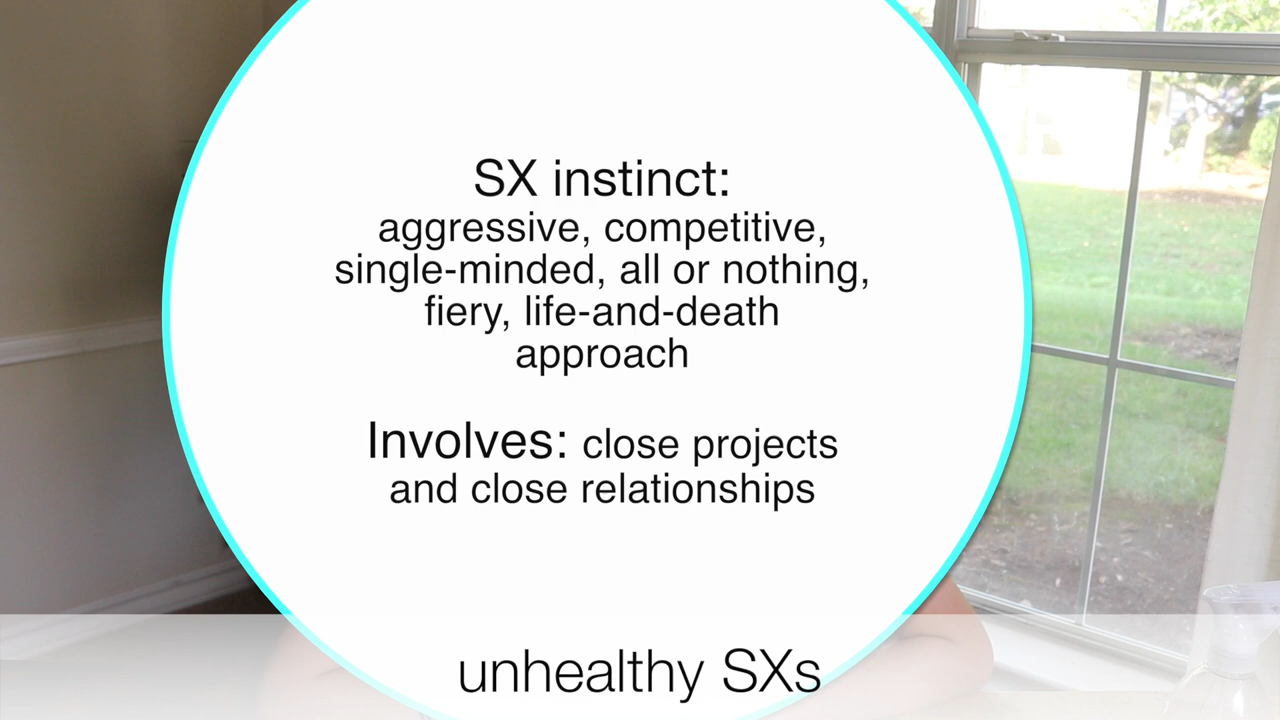 SX instinct:
aggressive, competitive,
single-minded, all or nothing,
fiery, life-and-death
approach
Involves: close projects
and close relationships
unhealthy SXs